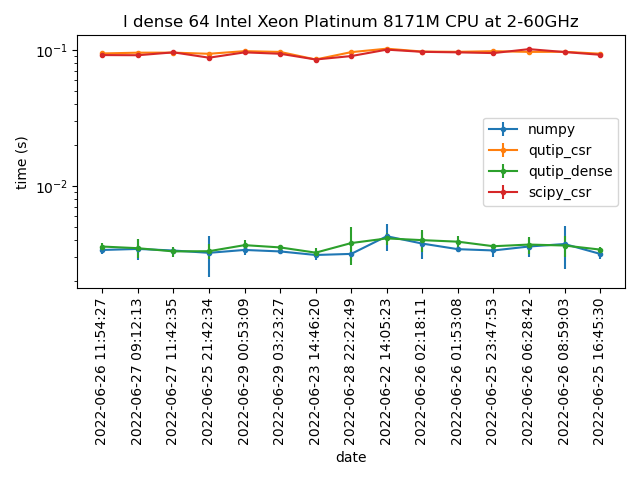 I dense 64 Intel Xeon Platinum 8171M CPU at 2-60GHz
time (s)
10⁻¹
10⁻²
numpy
qutip_csr
qutip_dense
scipy_csr
2022-06-26 11:54:27
2022-06-27 09:12:13
2022-06-27 11:42:35
2022-06-25 21:42:34
2022-06-29 00:53:09
2022-06-29 03:23:27
2022-06-23 14:46:20
2022-06-28 22:22:49
2022-06-22 14:05:23
2022-06-26 02:18:11
2022-06-26 01:53:08
2022-06-25 23:47:53
2022-06-26 06:28:42
2022-06-26 08:59:03
2022-06-25 16:45:30
date